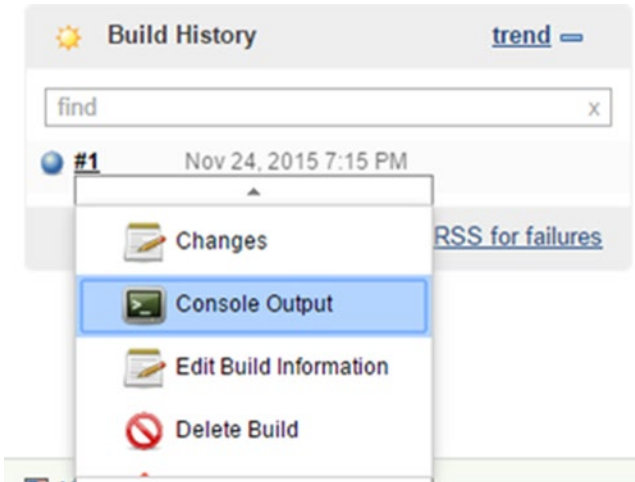 Build History trend
find x
#1 Nov 24, 2015 7:15 PM
RSS for failures
Changes
Console Output
Edit Build Information
Delete Build